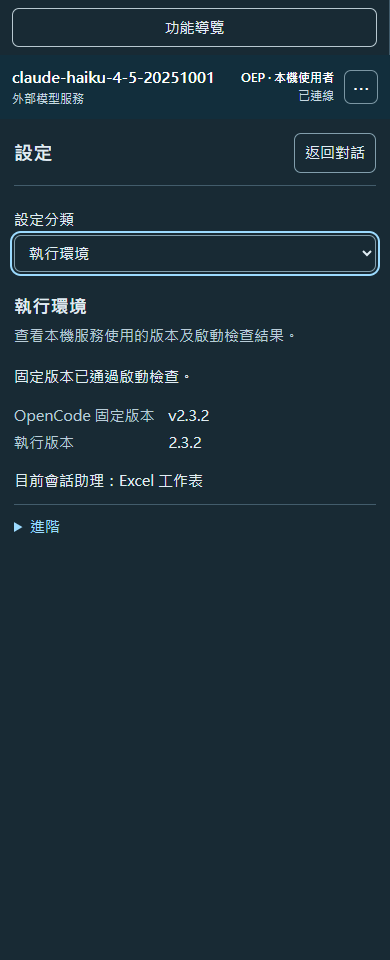 功能導覽
claude-haiku-4-5-20251001
OEP · 本機使用者
外部模型服務
已連線
...
設定
返回對話
設定分類
執行環境
執行環境
查看本機服務使用的版本及啟動檢查結果。
固定版本已通過啟動檢查。
OpenCode 固定版本 v2.3.2
執行版本 2.3.2
目前會話助理：Excel 工作表
進階